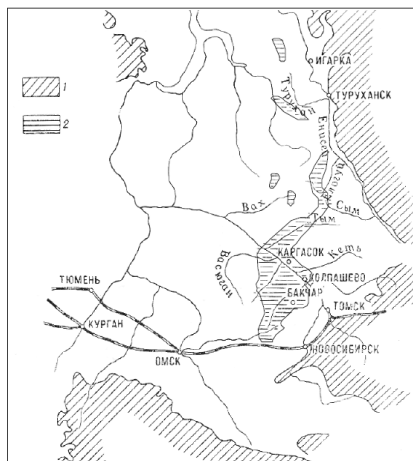 ИГАРКА
1
Турухан
ТУРУХАНСК
2
Енисей
Вах
Сым
Тым
Кеть
КАРГАСОК
Васюган
КОЛПАШЕВО
ТЮМЕНЬ
БАКЧАР
ТОМСК
КУРГАН
ОМСК
НОВОСИБИРСК